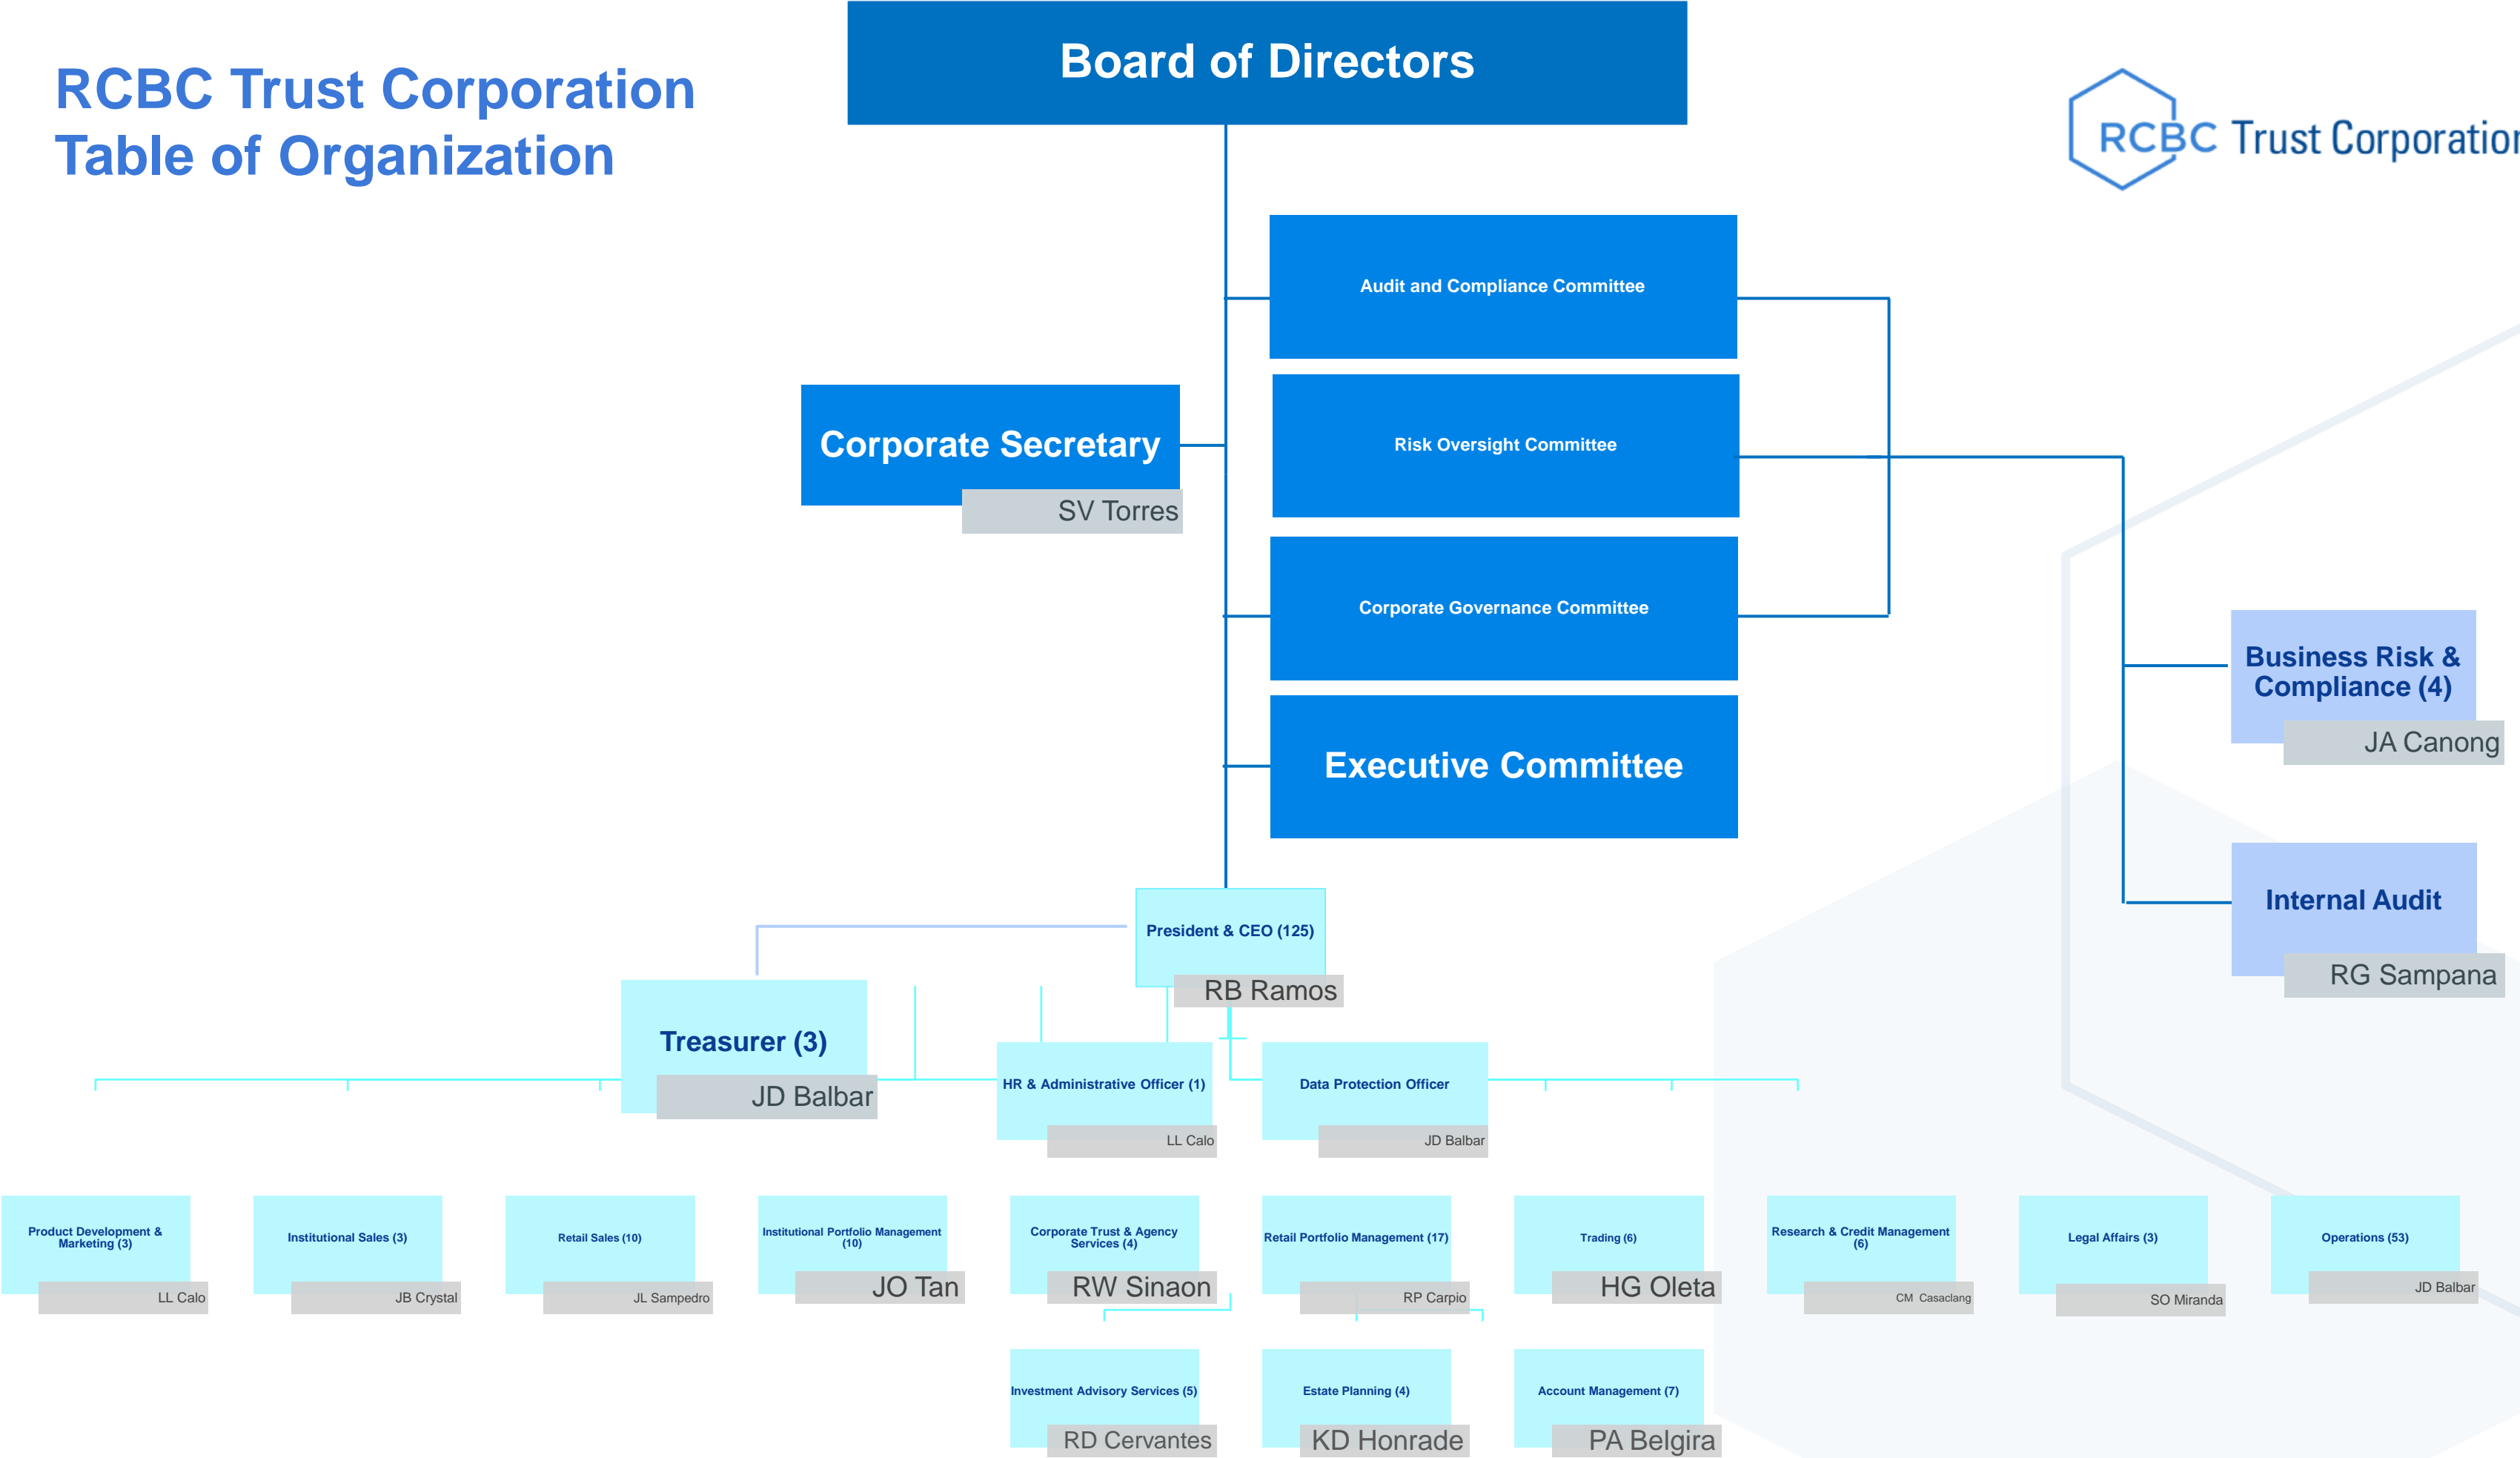 RCBC Trust Corporation
Table of Organization
Board of Directors
RCBC Trust Corporation
Audit and Compliance Committee
Corporate Secretary
SV Torres
Risk Oversight Committee
Corporate Governance Committee
Executive Committee
Business Risk &
Compliance (4)
JA Canong
Internal Audit
RG Sampana
President & CEO (125)
RB Ramos
Treasurer (3)
JD Balbar
HR & Administrative Officer (1)
LL Calo
Data Protection Officer
JD Balbar
Product Development &
Marketing (3)
LL Calo
Institutional Sales (3)
JB Crystal
Retail Sales (10)
JL Sampedro
Institutional Portfolio Management
(10)
JO Tan
Corporate Trust & Agency
Services (4)
RW Sinaon
Retail Portfolio Management (17)
RP Carpio
Trading (6)
HG Oleta
Research & Credit Management
(6)
CM Casaclang
Legal Affairs (3)
SO Miranda
Operations (53)
JD Balbar
Investment Advisory Services (5)
RD Cervantes
Estate Planning (4)
KD Honrade
Account Management (7)
PA Belgira